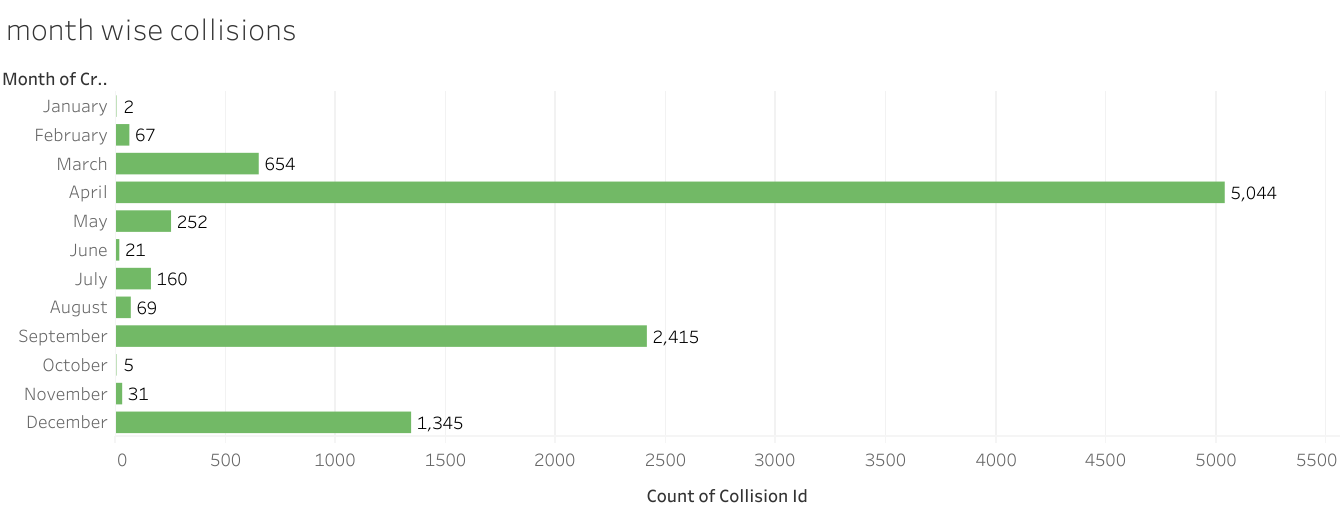 month wise collisions
Month of Cr..
January 2
February 67
March 654
April 5,044
May 252
June 21
July 160
August 69
September 2,415
October 5
November 31
December 1,345
0 500 1000 1500 2000 2500 3000 3500 4000 4500 5000 5500
Count of Collision Id